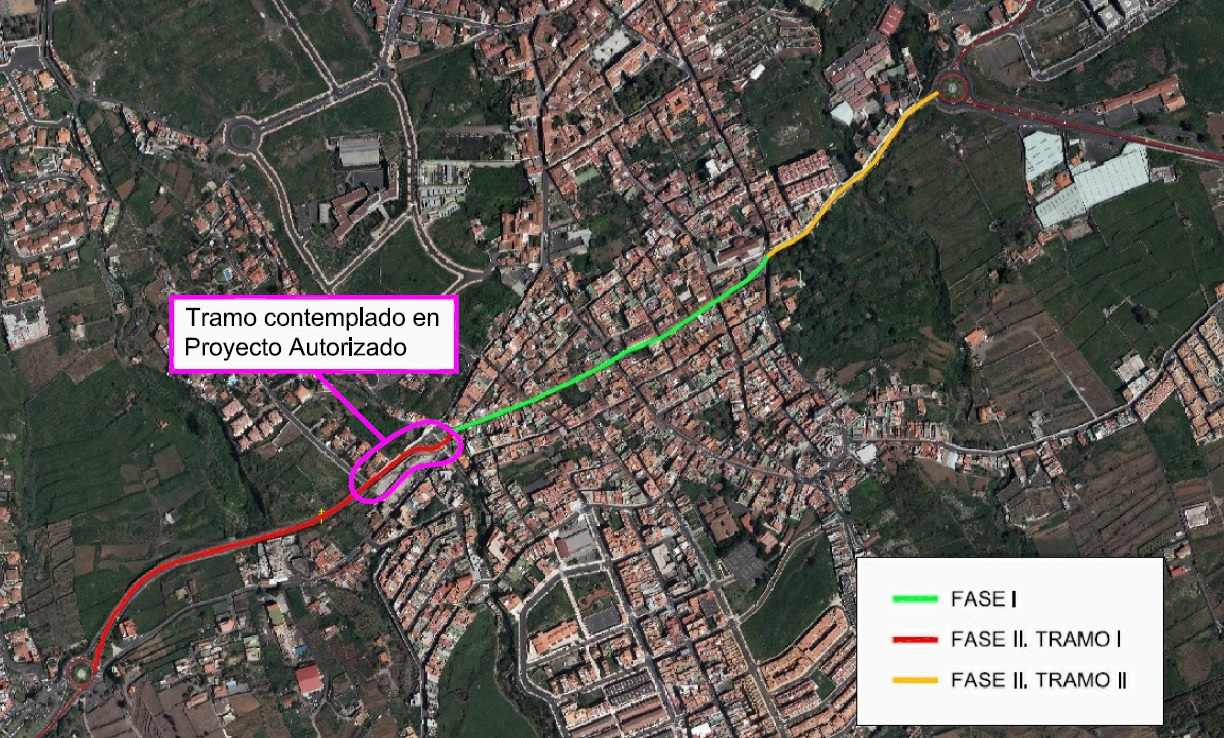 Tramo contemplado en
Proyecto Autorizado
FASE I
FASE II. TRAMO I
FASE II. TRAMO II